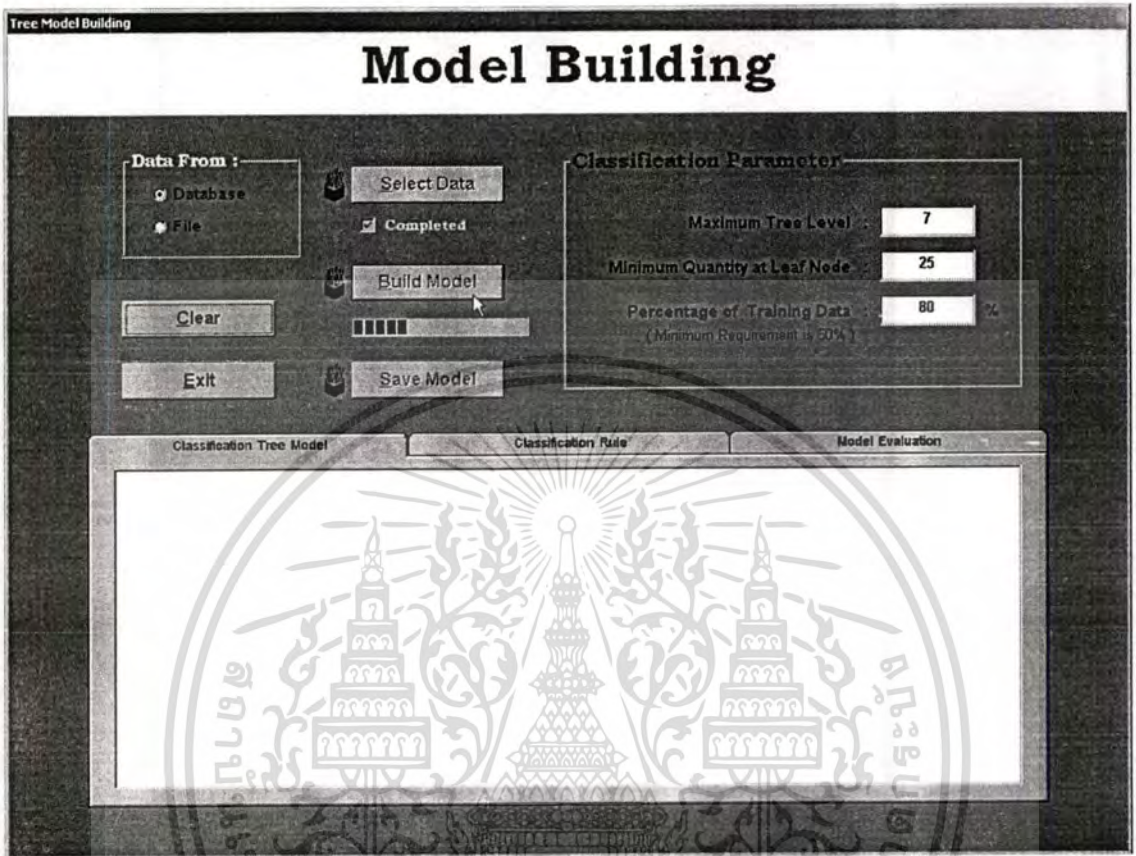 Tree Model Building
Model Building
Data From :
Database
File
Select Data
Completed
Build Model
Clear
Exit
Save Model
Classification Parameter
Maximum Tree Level : 7
Minimum Quantity at Leaf Node : 25
Percentage of Training Data : 80 %
( Minimum Requirement is 50% )
Classification Tree Model
Classification Rule
Model Evaluation